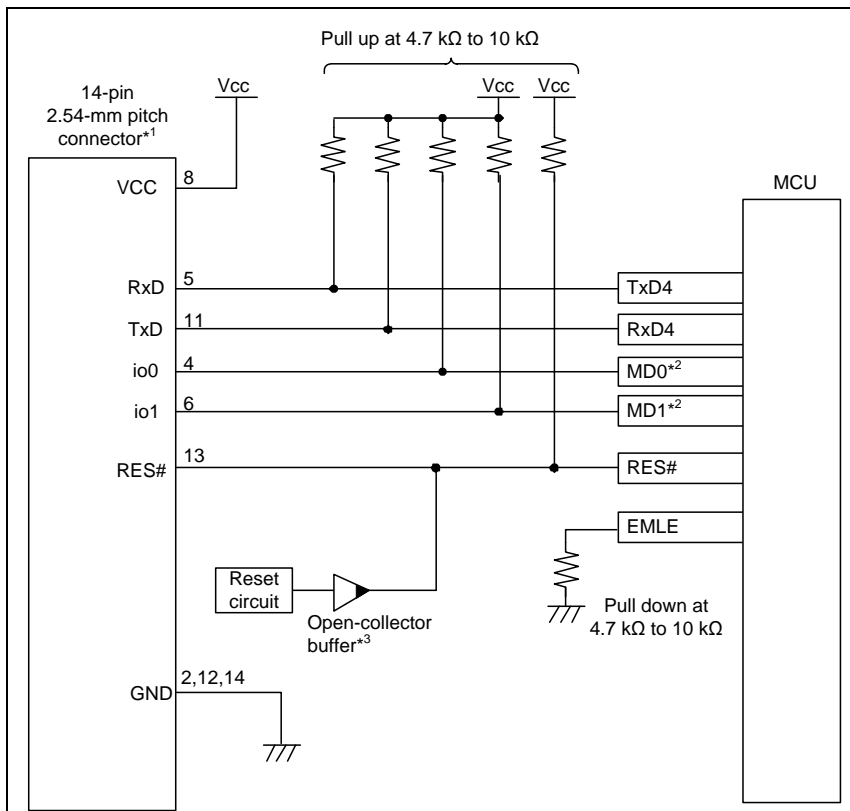 Pull up at 4.7 kΩ to 10 kΩ
Vcc
Vcc
Vcc
14-pin
2.54-mm pitch
connector*1
MCU
VCC
8
RxD
5
TxD4
TxD
11
RxD4
io0
4
MD0*2
io1
6
MD1*2
RES#
13
RES#
EMLE
Reset
circuit
Open-collector
buffer*3
Pull down at
4.7 kΩ to 10 kΩ
GND
2,12,14